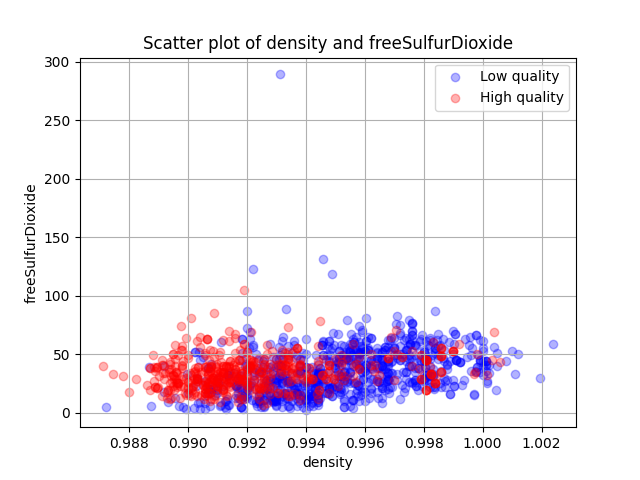 Scatter plot of density and freeSulfurDioxide
Low quality
High quality
300
250
200
150
100
50
0
freeSulfurDioxide
0.988 0.990 0.992 0.994 0.996 0.998 1.000 1.002
density